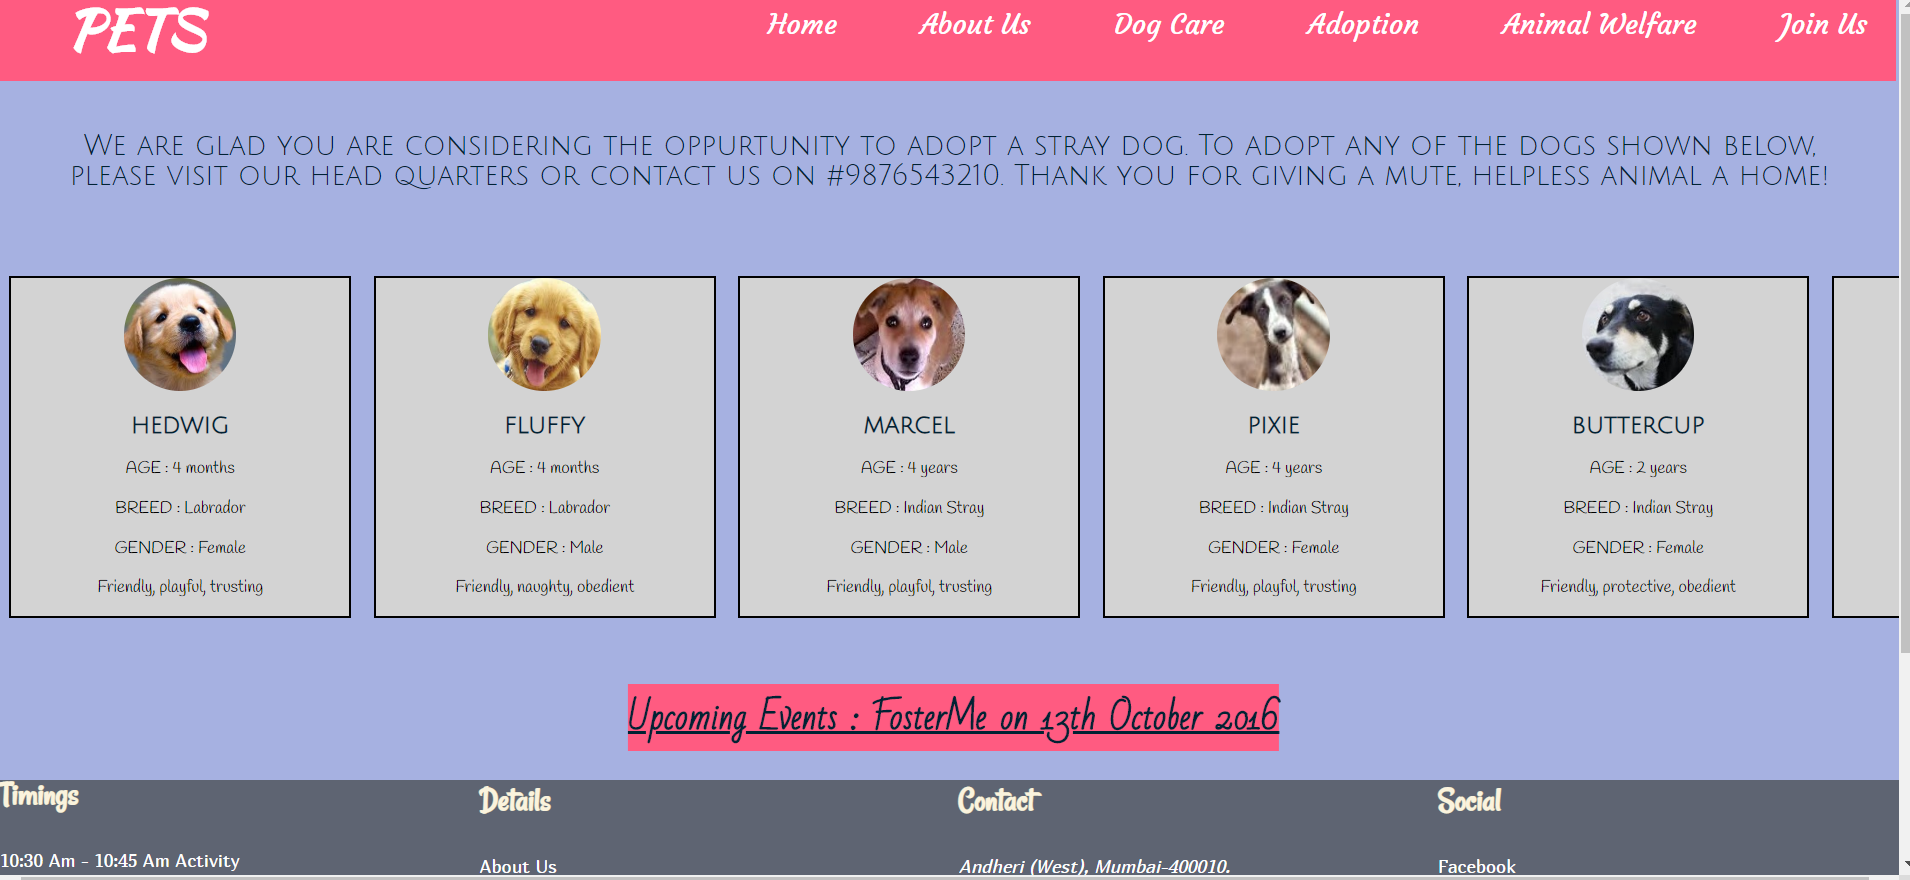 PETS
Home About Us Dog Care Adoption Animal Welfare Join Us
We are glad you are considering the oppurtunity to adopt a stray dog. To adopt any of the dogs shown below,
please visit our head quarters or contact us on #9876543210. Thank you for giving a mute, helpless animal a home!
HEDWIG
AGE : 4 months
BREED : Labrador
GENDER : Female
Friendly, playful, trusting
FLUFFY
AGE : 4 months
BREED : Labrador
GENDER : Male
Friendly, naughty, obedient
MARCEL
AGE : 4 years
BREED : Indian Stray
GENDER : Male
Friendly, playful, trusting
PIXIE
AGE : 4 years
BREED : Indian Stray
GENDER : Female
Friendly, playful, trusting
BUTTERCUP
AGE : 2 years
BREED : Indian Stray
GENDER : Female
Friendly, protective, obedient
Upcoming Events : FosterMe on 13th October 2016
Timings
10:30 Am - 10:45 Am Activity
Details
About Us
Contact
Andheri (West), Mumbai-400010.
Social
Facebook